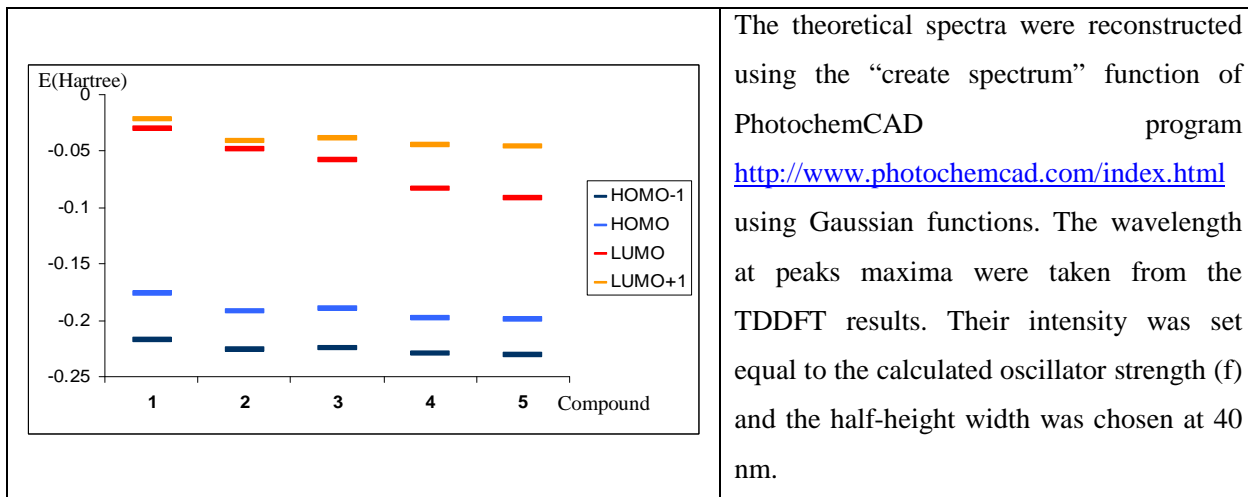 E(Hartree)
0
-0.05
-0.1
-0.15
-0.2
-0.25
1 2 3 4 5 Compound
HOMO-1
HOMO
LUMO
LUMO+1
The theoretical spectra were reconstructed
using the “create spectrum” function of
PhotochemCAD program
http://www.photochemcad.com/index.html
using Gaussian functions. The wavelength
at peaks maxima were taken from the
TDDFT results. Their intensity was set
equal to the calculated oscillator strength (f)
and the half-height width was chosen at 40
nm.